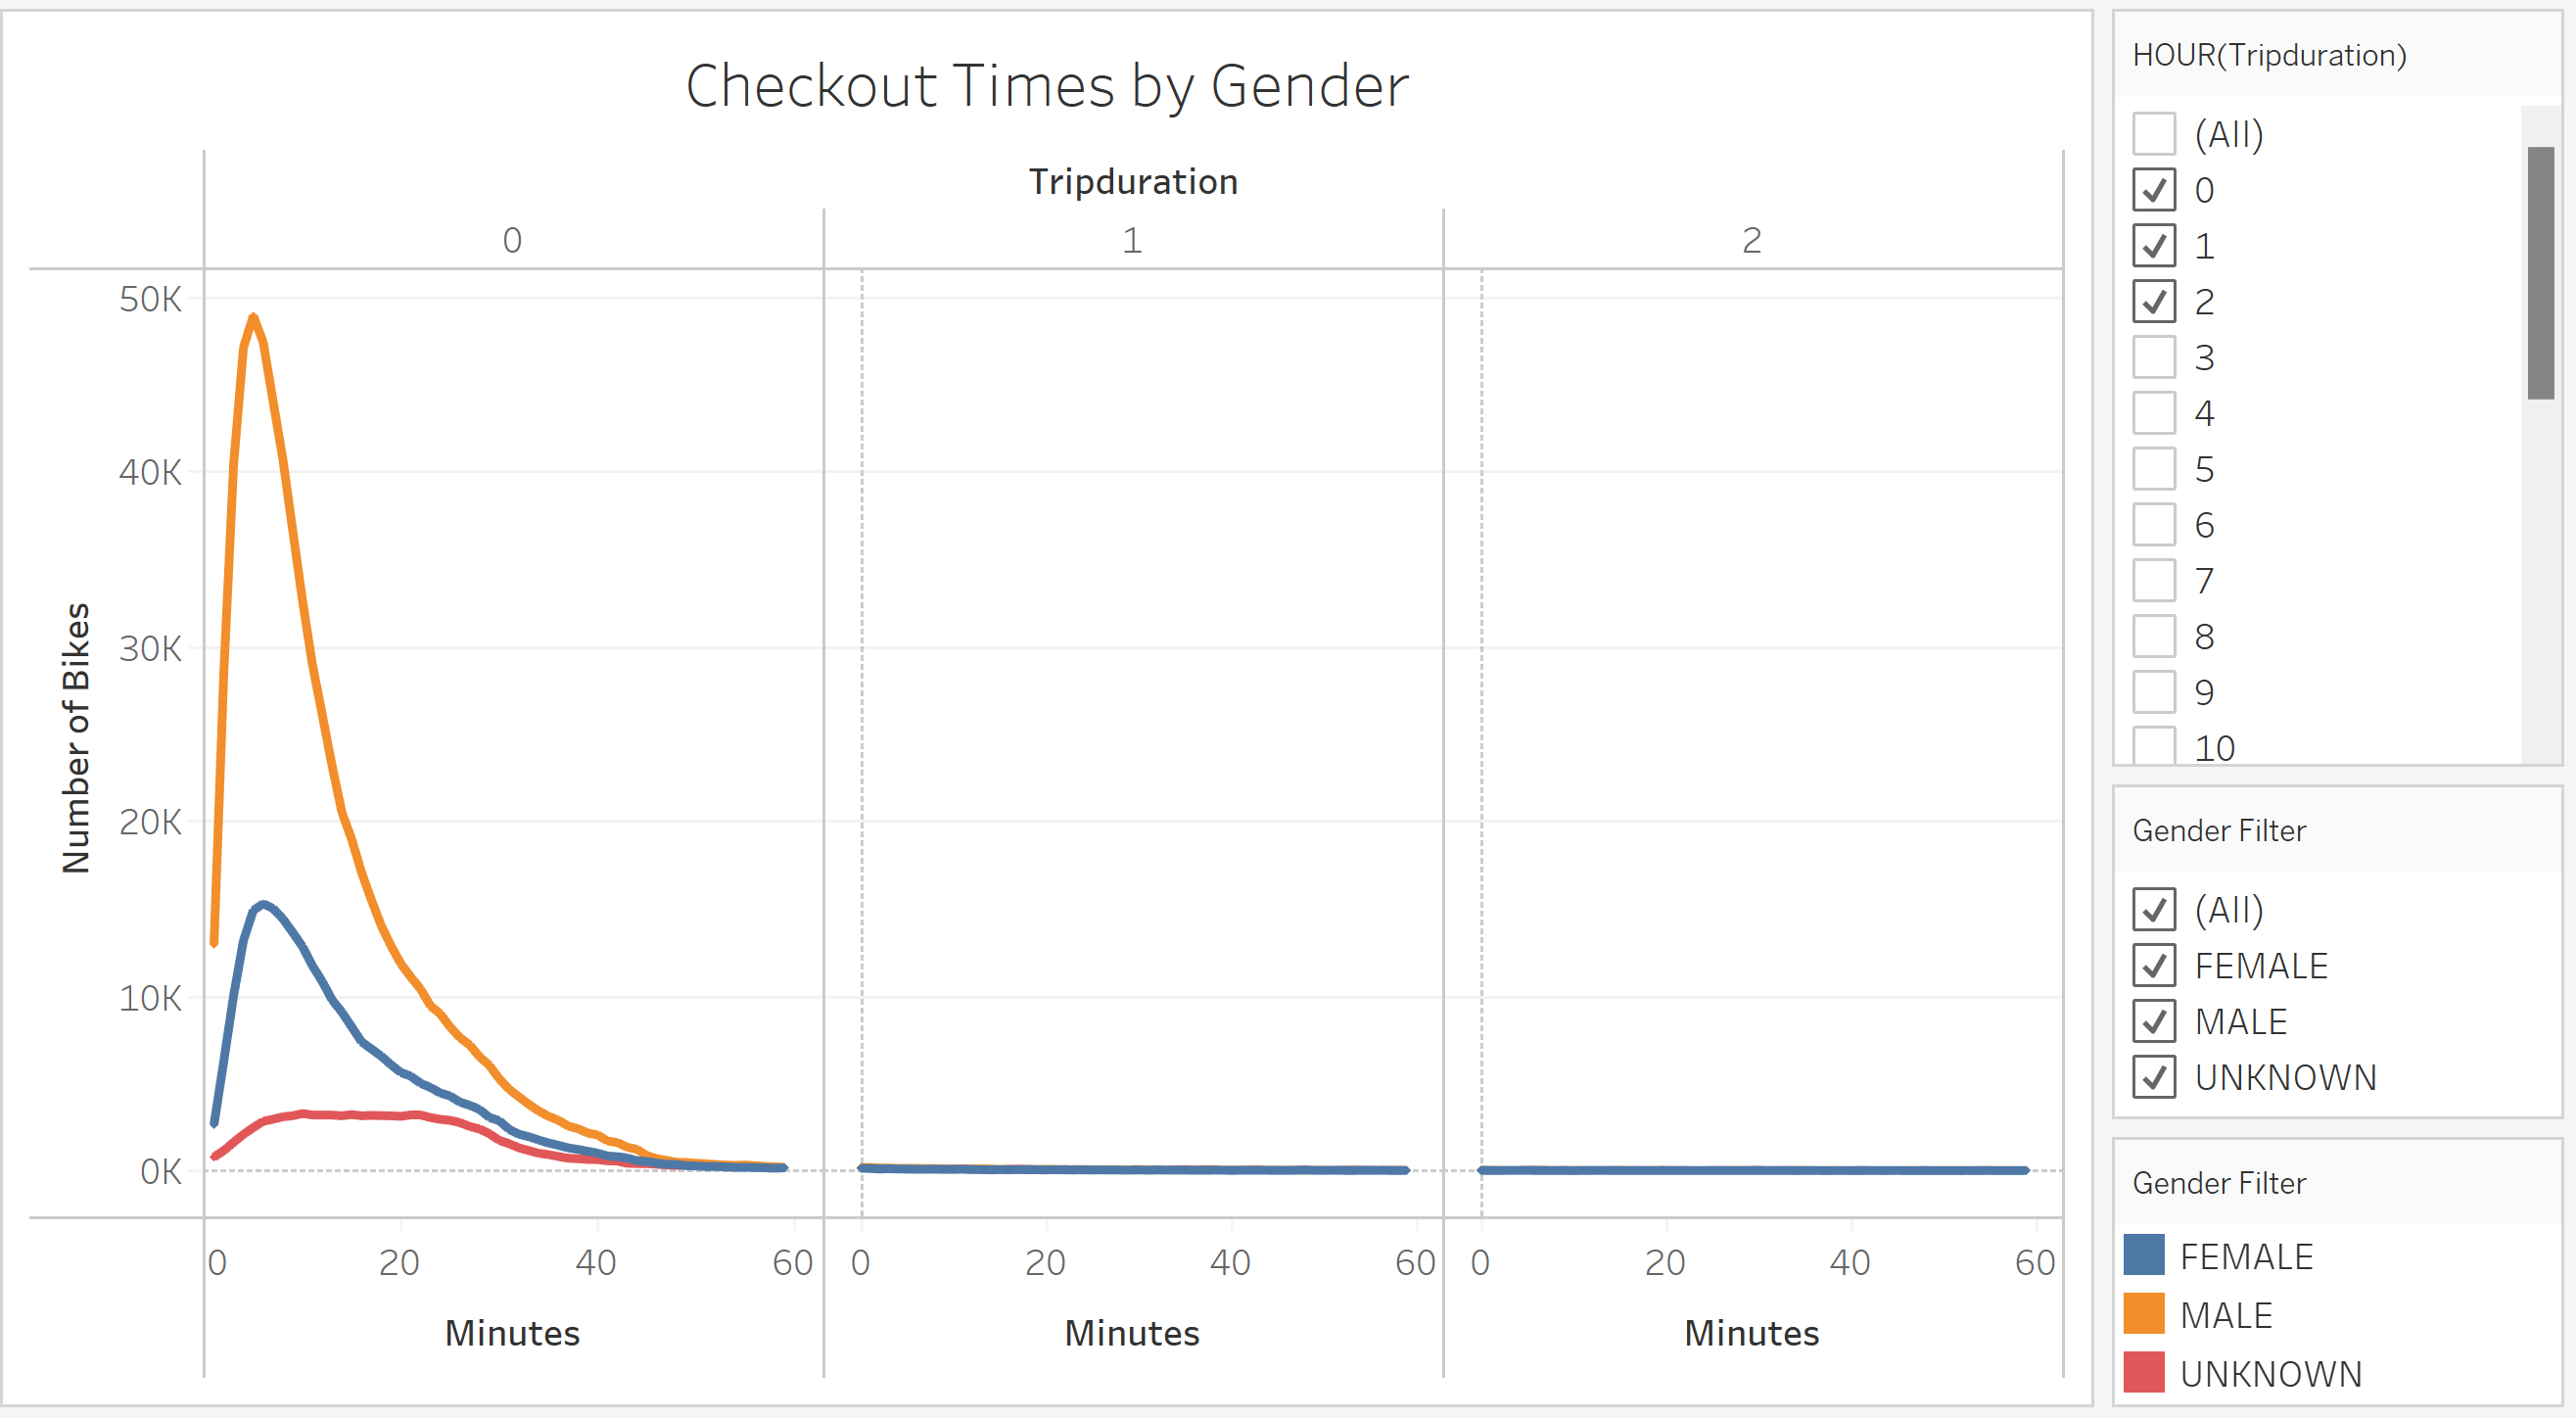 Checkout Times by Gender
Tripduration
0 1 2
50K
40K
30K
20K
10K
0K
Number of Bikes
0 20 40 60 0 20 40 60 0 20 40 60
Minutes Minutes Minutes
HOUR(Tripduration)
(All)
0
1
2
3
4
5
6
7
8
9
10
Gender Filter
(All)
FEMALE
MALE
UNKNOWN
Gender Filter
FEMALE
MALE
UNKNOWN